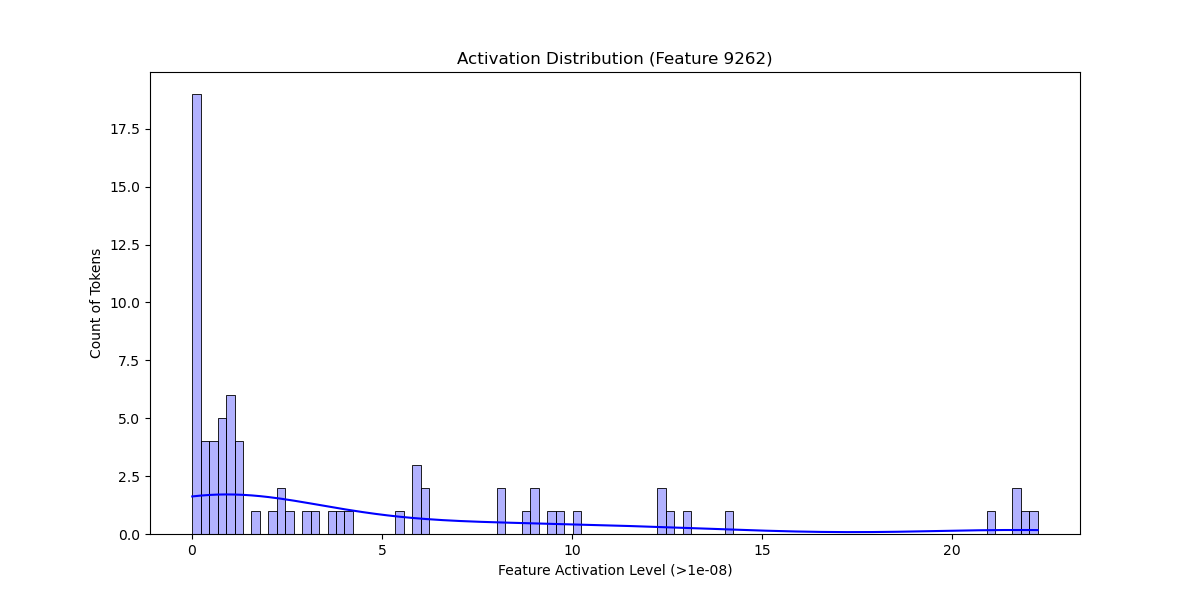 Activation Distribution (Feature 9262)
17.5
15.0
12.5
10.0
7.5
5.0
2.5
0.0
Count of Tokens
0 5 10 15 20
Feature Activation Level (>1e-08)